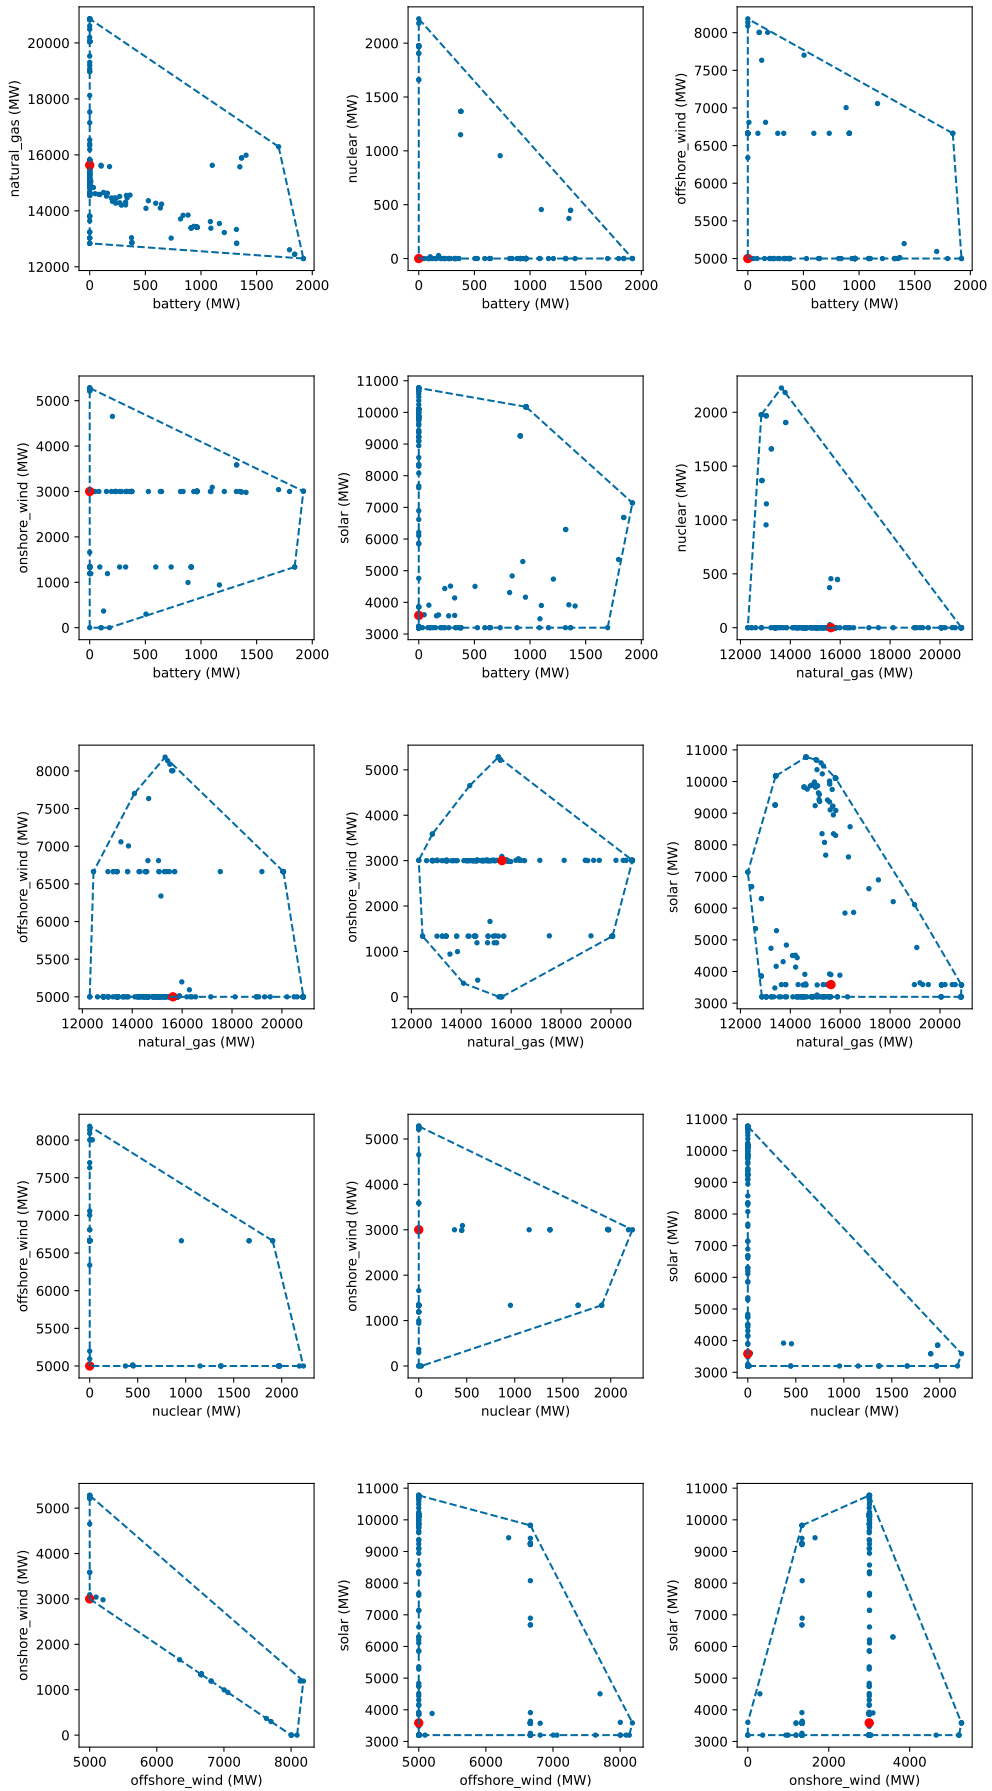 20000
18000
16000
14000
12000
natural_gas (MW)
0 500 1000 1500 2000
battery (MW)
2000
1500
1000
500
0
nuclear (MW)
0 500 1000 1500 2000
battery (MW)
8000
7500
7000
6500
6000
5500
5000
offshore_wind (MW)
0 500 1000 1500 2000
battery (MW)
5000
4000
3000
2000
1000
0
onshore_wind (MW)
0 500 1000 1500 2000
battery (MW)
11000
10000
9000
8000
7000
6000
5000
4000
3000
solar (MW)
0 500 1000 1500 2000
battery (MW)
2000
1500
1000
500
0
nuclear (MW)
12000 14000 16000 18000 20000
natural_gas (MW)
8000
7500
7000
6500
6000
5500
5000
offshore_wind (MW)
12000 14000 16000 18000 20000
natural_gas (MW)
5000
4000
3000
2000
1000
0
onshore_wind (MW)
12000 14000 16000 18000 20000
natural_gas (MW)
11000
10000
9000
8000
7000
6000
5000
4000
3000
solar (MW)
12000 14000 16000 18000 20000
natural_gas (MW)
8000
7500
7000
6500
6000
5500
5000
offshore_wind (MW)
0 500 1000 1500 2000
nuclear (MW)
5000
4000
3000
2000
1000
0
onshore_wind (MW)
0 500 1000 1500 2000
nuclear (MW)
11000
10000
9000
8000
7000
6000
5000
4000
3000
solar (MW)
0 500 1000 1500 2000
nuclear (MW)
5000
4000
3000
2000
1000
0
onshore_wind (MW)
5000 6000 7000 8000
offshore_wind (MW)
11000
10000
9000
8000
7000
6000
5000
4000
3000
solar (MW)
5000 6000 7000 8000
offshore_wind (MW)
11000
10000
9000
8000
7000
6000
5000
4000
3000
solar (MW)
0 2000 4000
onshore_wind (MW)